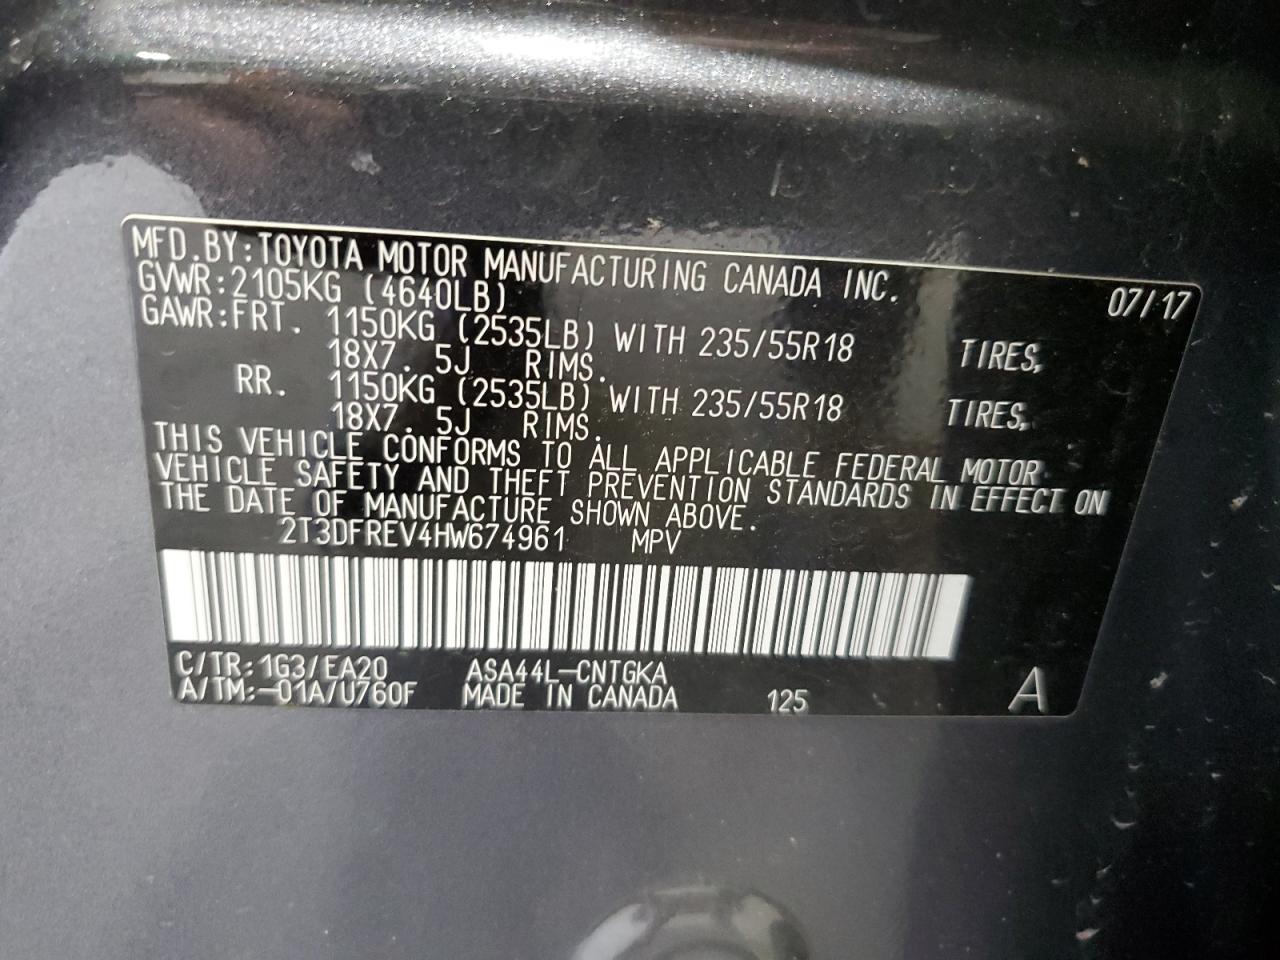 MFD.BY:TOYOTA MOTOR MANUFACTURING CANADA INC. 07/17
GVWR:2105KG (4640LB)
GAWR:FRT. 1150KG (2535LB) WITH 235/55R18 TIRES,
18X7.5J RIMS.
RR. 1150KG (2535LB) WITH 235/55R18 TIRES,
18X7.5J RIMS.
THIS VEHICLE CONFORMS TO ALL APPLICABLE FEDERAL MOTOR
VEHICLE SAFETY AND THEFT PREVENTION STANDARDS IN EFFECT ON
THE DATE OF MANUFACTURE SHOWN ABOVE.
2T3DFREV4HW674961 MPV
C/TR:1G3/EA20 ASA44L-CNTGKA
A/TM:-01A/U760F MADE IN CANADA 125 A